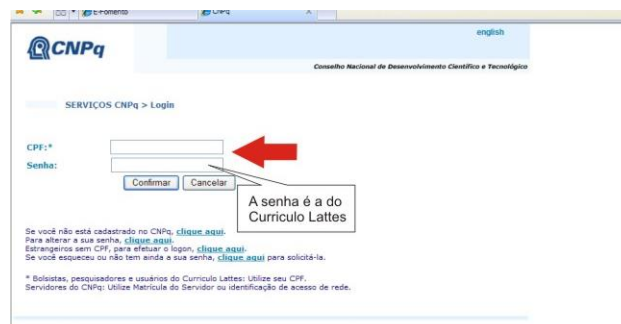 E-Fomento CNPq X
english
CNPq
Conselho Nacional de Desenvolvimento Científico e Tecnológico
SERVIÇOS CNPq > Login
CPF:*
Senha:
Confirmar Cancelar
A senha é a do
Curriculo Lattes
Se você não está cadastrado no CNPq, clique aqui.
Para alterar a sua senha, clique aqui.
Estrangeiros sem CPF, para efetuar o logon, clique aqui.
Se você esqueceu ou não tem ainda a sua senha, clique aqui para solicitá-la.
* Bolsistas, pesquisadores e usuários do Curriculo Lattes: Utilize seu CPF.
Servidores do CNPq: Utilize Matrícula do Servidor ou identificação de acesso de rede.